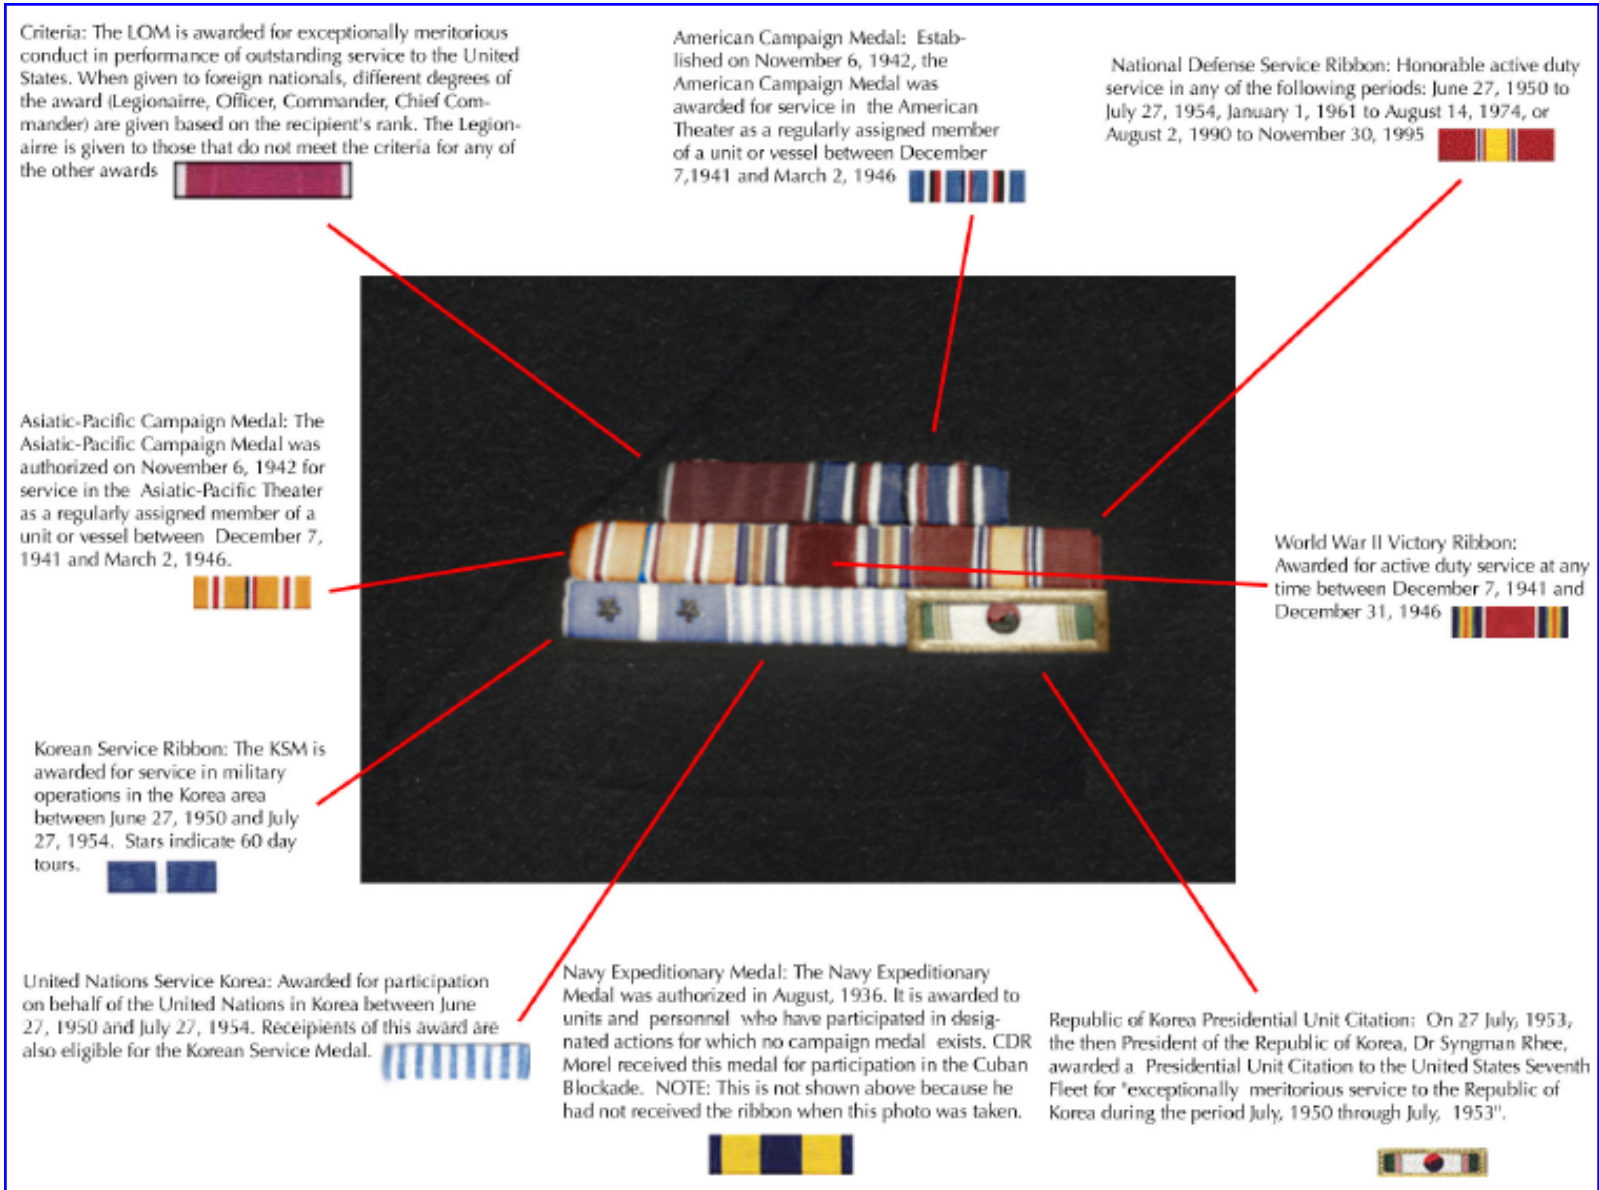 Criteria: The LOM is awarded for exceptionally meritorious
conduct in performance of outstanding service to the United
States. When given to foreign nationals, different degrees of
the award (Legionairre, Officer, Commander, Chief Com-
mander) are given based on the recipient's rank. The Legion-
airre is given to those that do not meet the criteria for any of
the other awards
American Campaign Medal: Estab-
lished on November 6, 1942, the
American Campaign Medal was
awarded for service in the American
Theater as a regularly assigned member
of a unit or vessel between December
7,1941 and March 2, 1946
National Defense Service Ribbon: Honorable active duty
service in any of the following periods: June 27, 1950 to
July 27, 1954, January 1, 1961 to August 14, 1974, or
August 2, 1990 to November 30, 1995
Asiatic-Pacific Campaign Medal: The
Asiatic-Pacific Campaign Medal was
authorized on November 6, 1942 for
service in the Asiatic-Pacific Theater
as a regularly assigned member of a
unit or vessel between December 7,
1941 and March 2, 1946.
World War II Victory Ribbon:
Awarded for active duty service at any
time between December 7, 1941 and
December 31, 1946
Korean Service Ribbon: The KSM is
awarded for service in military
operations in the Korea area
between June 27, 1950 and July
27, 1954. Stars indicate 60 day
tours.
United Nations Service Korea: Awarded for participation
on behalf of the United Nations in Korea between June
27, 1950 and July 27, 1954. Receipients of this award are
also eligible for the Korean Service Medal.
Navy Expeditionary Medal: The Navy Expeditionary
Medal was authorized in August, 1936. It is awarded to
units and personnel who have participated in desig-
nated actions for which no campaign medal exists. CDR
Morel received this medal for participation in the Cuban
Blockade. NOTE: This is not shown above because he
had not received the ribbon when this photo was taken.
Republic of Korea Presidential Unit Citation: On 27 July, 1953,
the then President of the Republic of Korea, Dr Syngman Rhee,
awarded a Presidential Unit Citation to the United States Seventh
Fleet for "exceptionally meritorious service to the Republic of
Korea during the period July, 1950 through July, 1953".